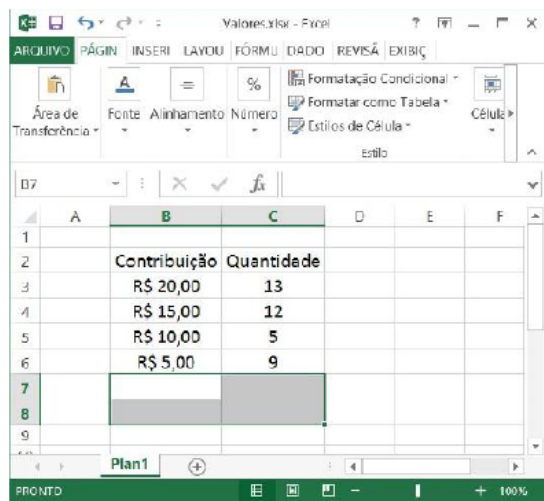 Valores.xlsx - Excel
ARQUIVO PÁGIN INSERI LAYOU FÓRMU DADO REVISÃ EXIBIÇ
Área de Transferência
Fonte
Alinhamento
Número
%
Formatação Condicional
Formatar como Tabela
Estilos de Célula
Estilo
Célula
B7
fx
A B C D E F
1
2 Contribuição Quantidade
3 R$ 20,00 13
4 R$ 15,00 12
5 R$ 10,00 5
6 R$ 5,00 9
7
8
9
Plan1
PRONTO
100%